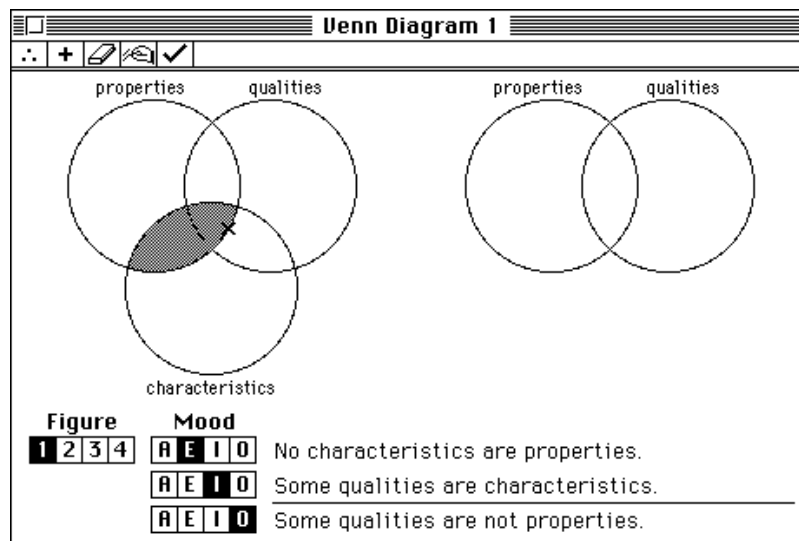 Venn Diagram 1
properties qualities properties qualities
characteristics
Figure Mood
1 2 3 4 A E I O No characteristics are properties.
A E I O Some qualities are characteristics.
A E I O Some qualities are not properties.